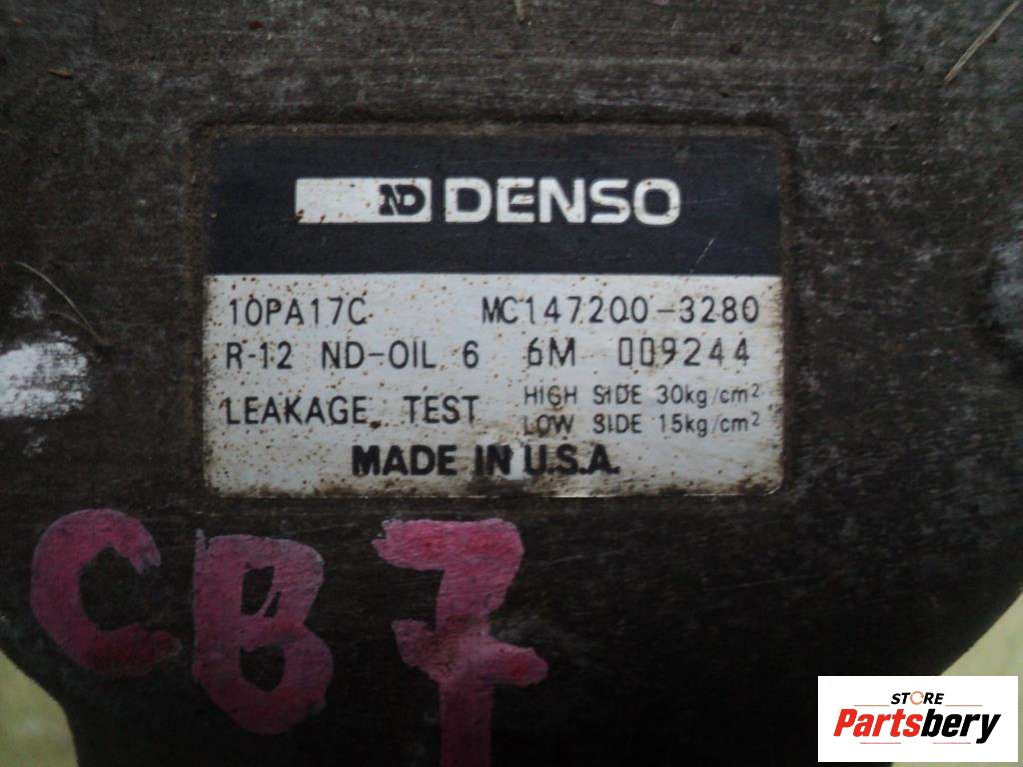 ND DENSO
10PA17C MC147200-3280
R-12 ND-OIL 6 6M 009244
LEAKAGE TEST HIGH SIDE 30kg/cm²
LOW SIDE 15kg/cm²
MADE IN U.S.A.
CB7
STORE
Partsbery